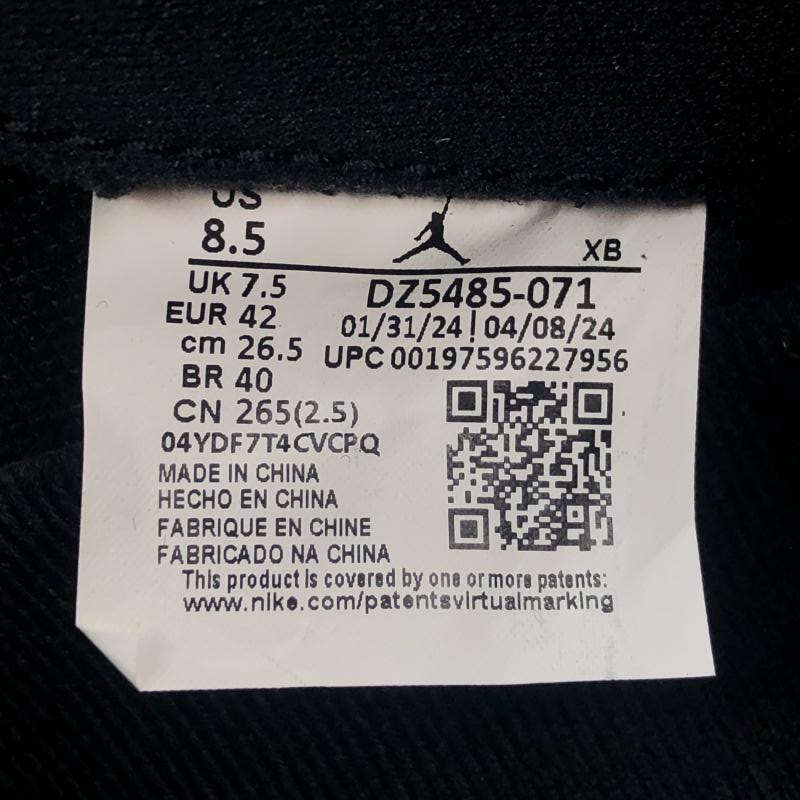 US
8.5
XB
UK 7.5
DZ5485-071
EUR 42
01/31/24 | 04/08/24
cm 26.5
UPC 00197596227956
BR 40
CN 265(2.5)
04YDF7T4CVCPQ
MADE IN CHINA
HECHO EN CHINA
FABRIQUE EN CHINE
FABRICADO NA CHINA
This product is covered by one or more patents:
www.nike.com/patentsvirtualmarking